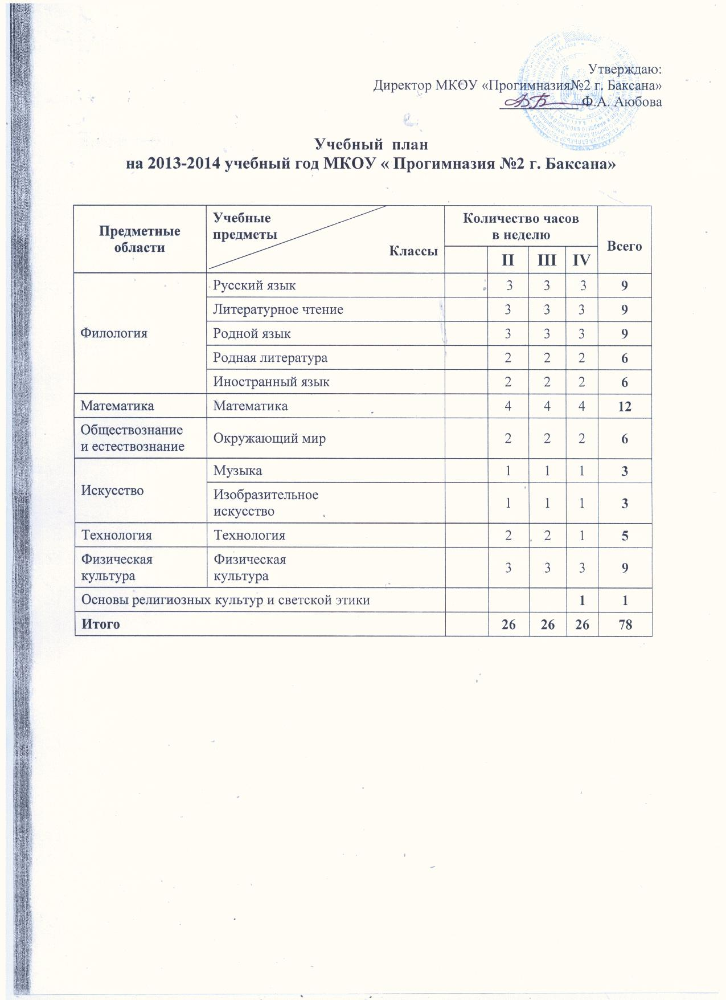 Утверждаю:
Директор МКОУ «Прогимназия№2 г. Баксана»
Ф.А. Аюбова
Учебный план
на 2013-2014 учебный год МКОУ « Прогимназия №2 г. Баксана»
Предметные
области
Учебные
предметы
Классы
Количество часов
в неделю
Всего
II III IV
Филология
Русский язык 3 3 3 9
Литературное чтение 3 3 3 9
Родной язык 3 3 3 9
Родная литература 2 2 2 6
Иностранный язык 2 2 2 6
Математика Математика 4 4 4 12
Обществознание
и естествознание
Окружающий мир 2 2 2 6
Искусство
Музыка 1 1 1 3
Изобразительное
искусство
1 1 1 3
Технология Технология 2 2 1 5
Физическая
культура
Физическая
культура
3 3 3 9
Основы религиозных культур и светской этики 1 1
Итого 26 26 26 78